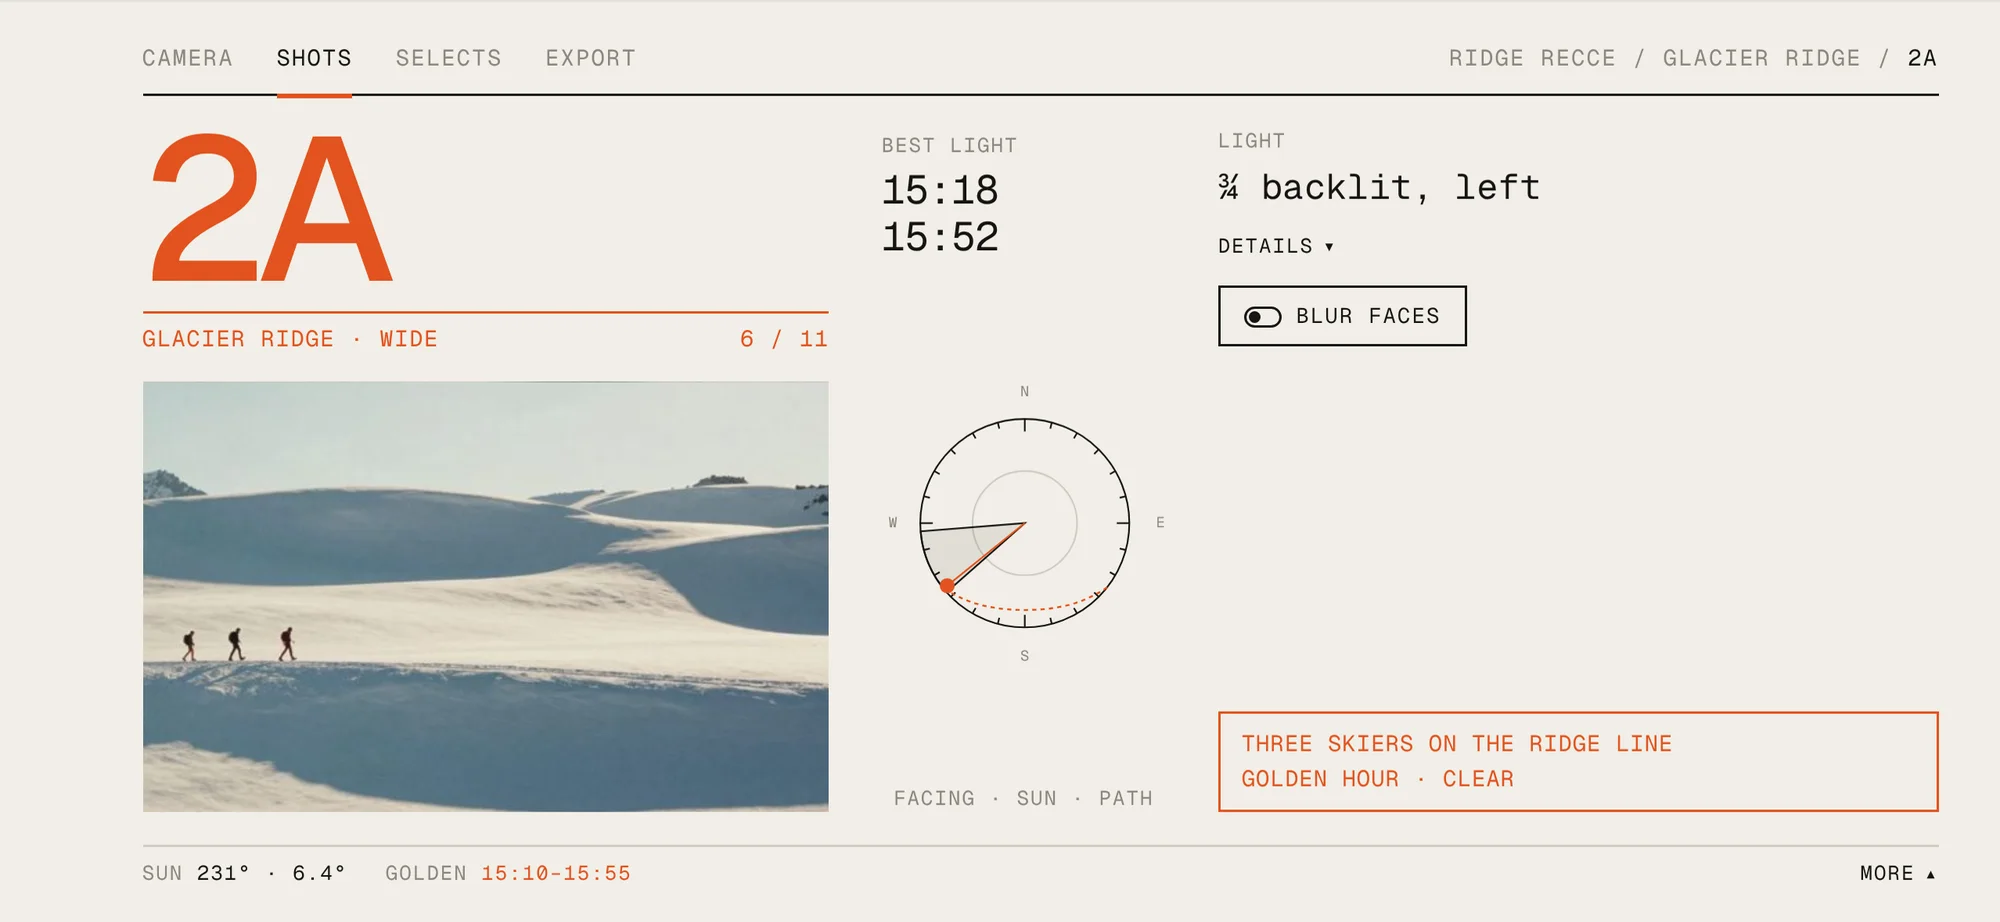 CAMERA SHOTS SELECTS EXPORT
RIDGE RECCE / GLACIER RIDGE / 2A
2A
GLACIER RIDGE · WIDE
6 / 11
BEST LIGHT
15:18
15:52
LIGHT
¾ backlit, left
DETAILS ▼
BLUR FACES
N
W
E
S
FACING · SUN · PATH
THREE SKIERS ON THE RIDGE LINE
GOLDEN HOUR · CLEAR
SUN 231° · 6.4° GOLDEN 15:10–15:55
MORE ▲